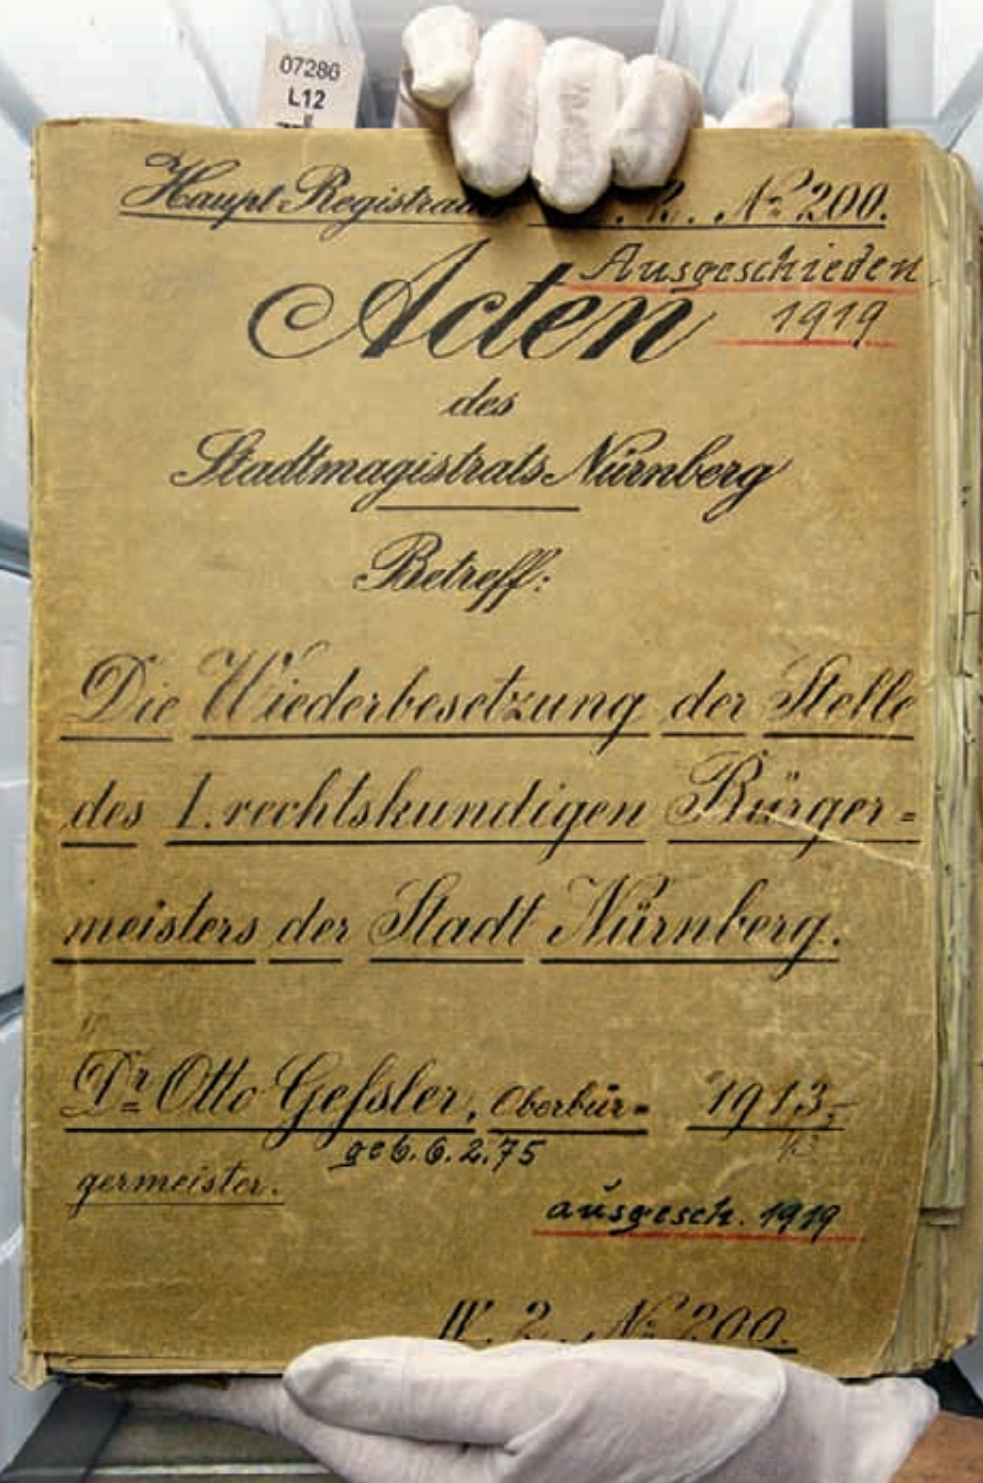 07286
L12
Haupt-Registra R. № 200.
Ausgeschieden
Acten
1919
des
Stadtmagistrats Nürnberg
Betreff:
Die Wiederbesetzung der Stelle
des I. rechtskundigen Bürger=
meisters der Stadt Nürnberg.
Dr Otto Geſsler, Oberbür= 1913-
geb. 6.2.75
germeister.
ausgesch. 1919
№ 200.